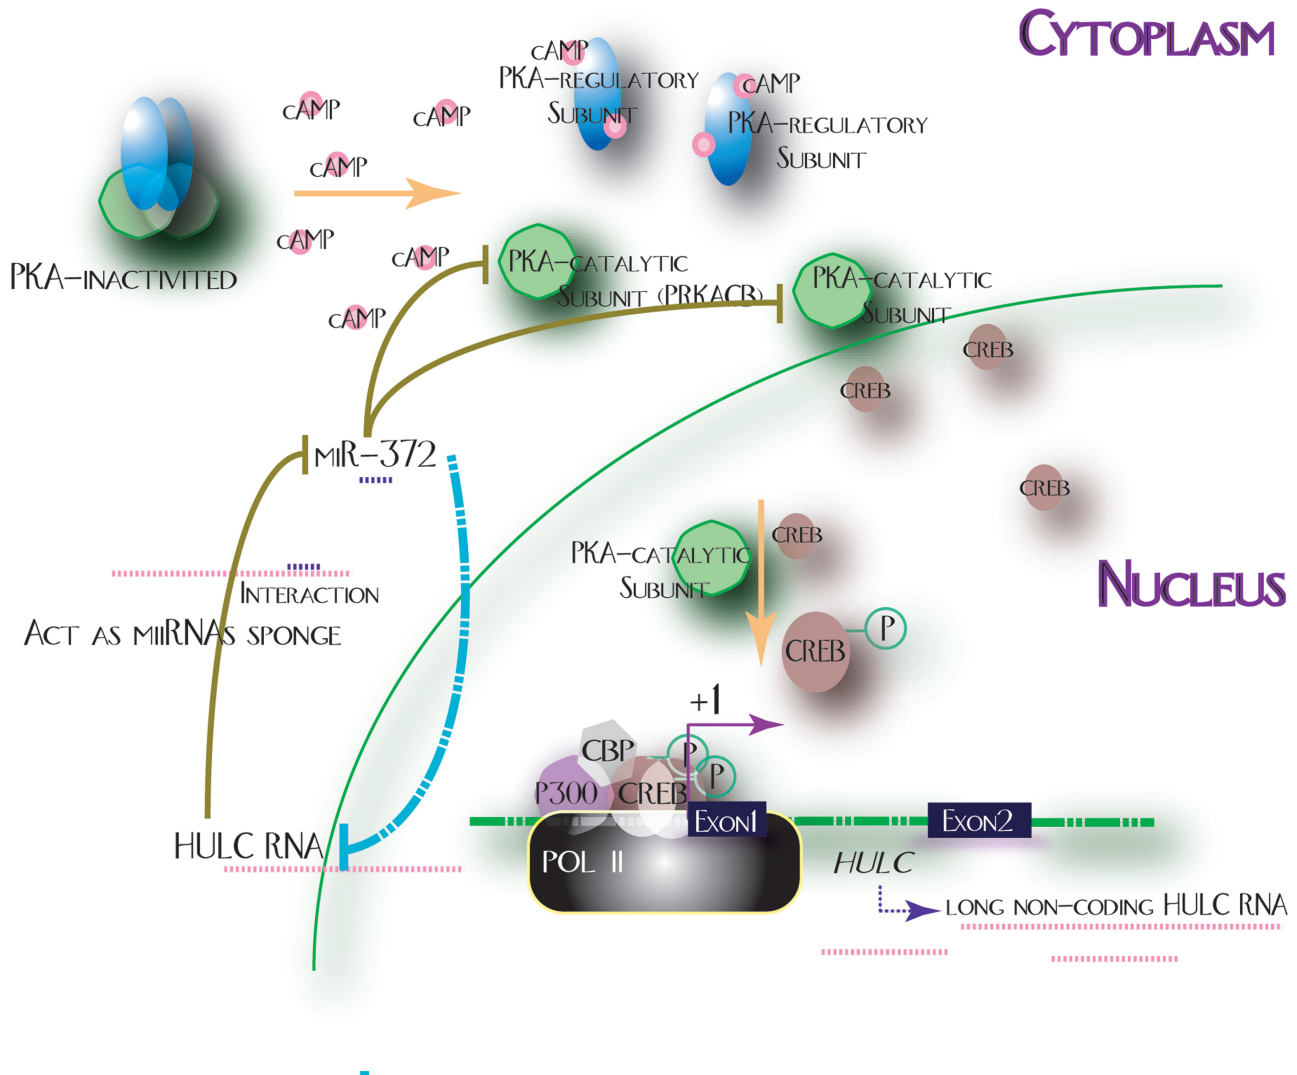 Cytoplasm
cAMP
PKA-regulatory
Subunit
cAMP
PKA-regulatory
Subunit
cAMP
cAMP
cAMP
cAMP
cAMP
cAMP
PKA-inactivited
PKA-catalytic
Subunit (PRKACB)
PKA-catalytic
Subunit
CREB
CREB
CREB
miR-372
Interaction
Act as miiRNAs sponge
PKA-catalytic
Subunit
CREB
Nucleus
CREB
P
+1
CBP
P
P
P300
CREB
Exon1
Exon2
HULC RNA
POL II
HULC
long non-coding HULC RNA